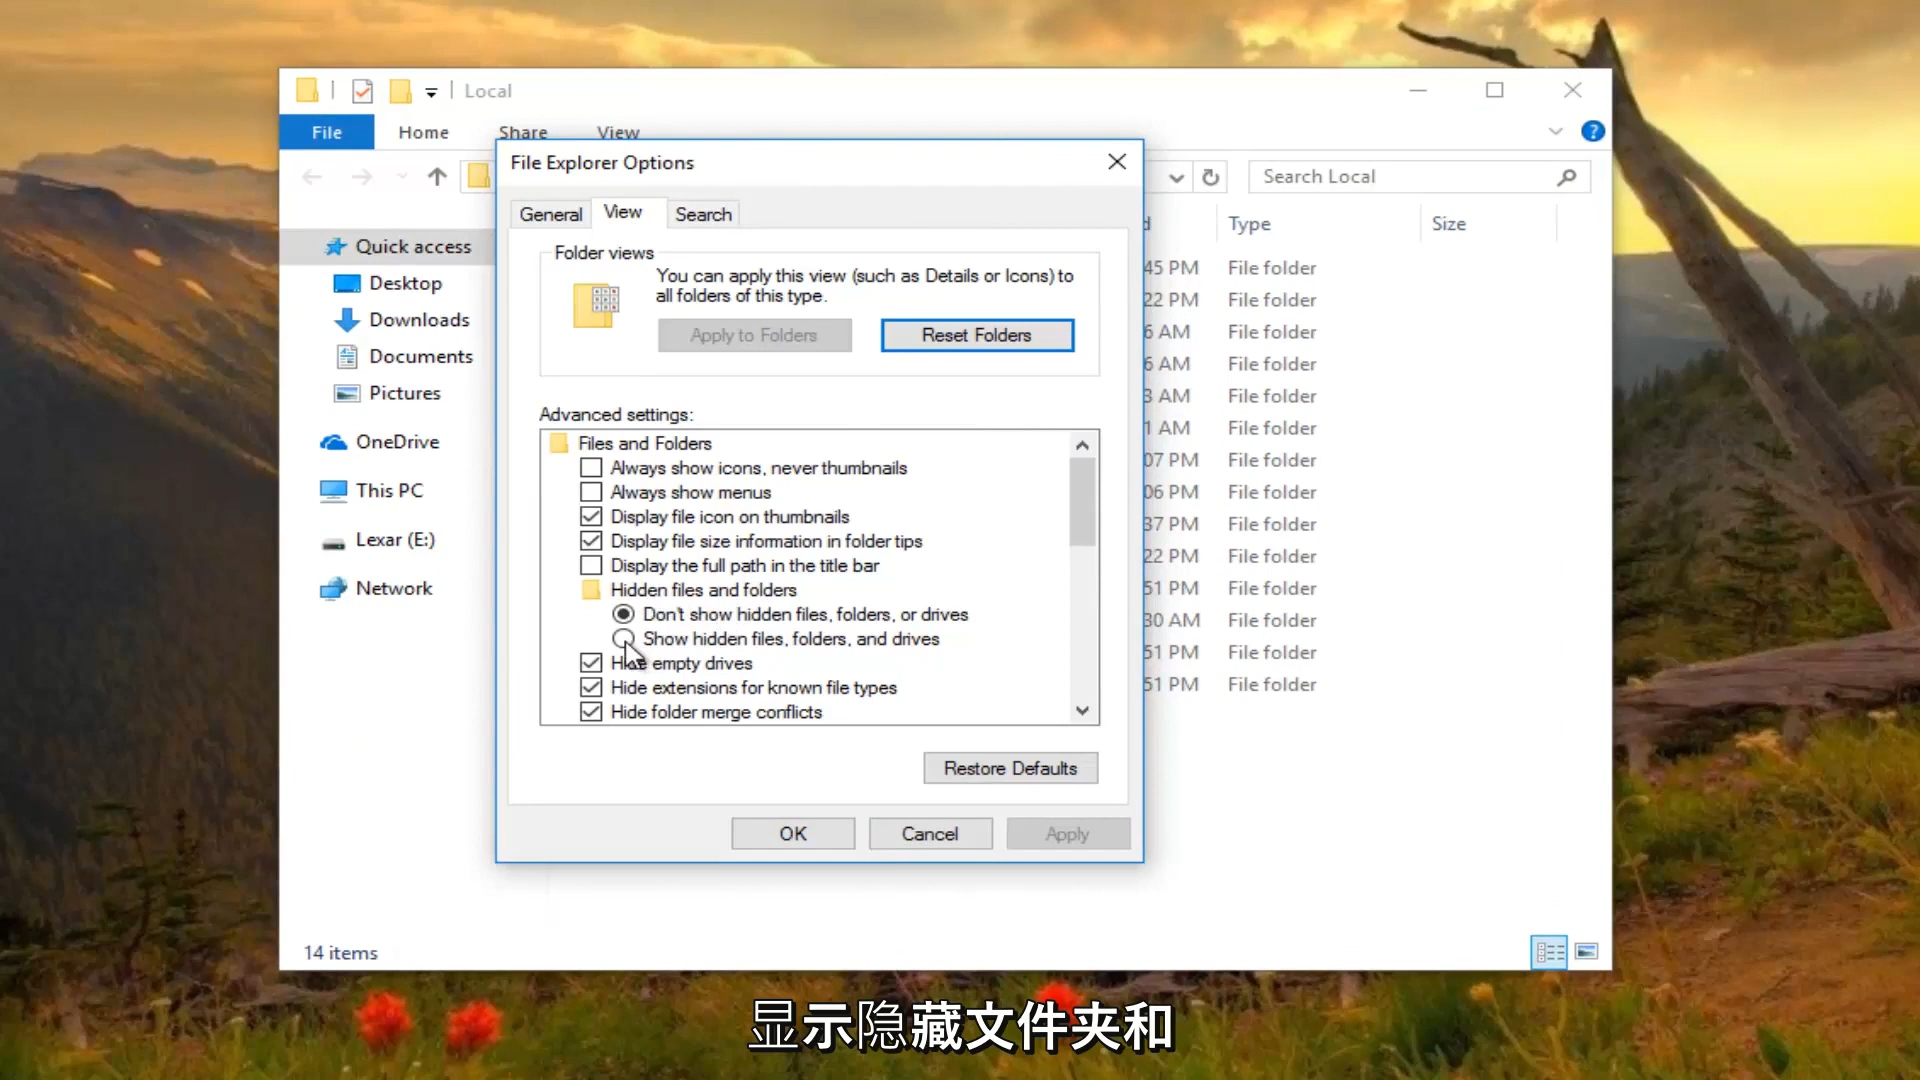 Local
File Home Share View
Search Local
File Explorer Options
General View Search
Folder views
You can apply this view (such as Details or Icons) to
all folders of this type.
Apply to Folders Reset Folders
Advanced settings:
Files and Folders
Always show icons, never thumbnails
Always show menus
Display file icon on thumbnails
Display file size information in folder tips
Display the full path in the title bar
Hidden files and folders
Don't show hidden files, folders, or drives
Show hidden files, folders, and drives
Hide empty drives
Hide extensions for known file types
Hide folder merge conflicts
Restore Defaults
OK Cancel Apply
Quick access
Desktop
Downloads
Documents
Pictures
OneDrive
This PC
Lexar (E:)
Network
d Type Size
45 PM File folder
22 PM File folder
6 AM File folder
6 AM File folder
3 AM File folder
1 AM File folder
07 PM File folder
06 PM File folder
37 PM File folder
22 PM File folder
51 PM File folder
30 AM File folder
51 PM File folder
51 PM File folder
14 items
显示隐藏文件夹和